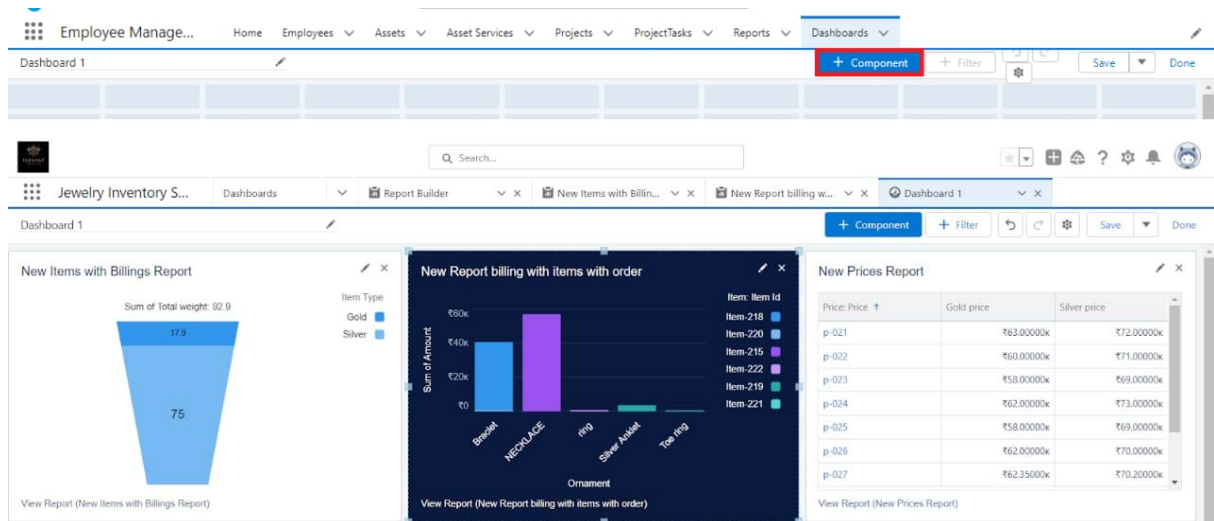 Employee Manage... Home Employees Assets Asset Services Projects ProjectTasks Reports Dashboards
Dashboard 1 + Component + Filter Save Done
Search...
Jewelry Inventory S... Dashboards Report Builder New Items with Billin... New Report billing w... Dashboard 1
Dashboard 1 + Component + Filter Save Done
New Items with Billings Report
Sum of Total weight: 92.9
Item Type
Gold
Silver
17.9
75
View Report (New Items with Billings Report)
New Report billing with items with order
Item: Item Id
Item-218
Item-220
Item-215
Item-222
Item-219
Item-221
Sum of Amount
₹60K
₹40K
₹20K
₹0
Braclet NECKLACE ring Silver Anklet Toe ring
Ornament
View Report (New Report billing with items with order)
New Prices Report
Price: Price ↑ Gold price Silver price
p-021 ₹63.00000K ₹72.00000K
p-022 ₹60.00000K ₹71.00000K
p-023 ₹58.00000K ₹69.00000K
p-024 ₹62.00000K ₹73.00000K
p-025 ₹58.00000K ₹69.00000K
p-026 ₹62.00000K ₹70.00000K
p-027 ₹62.35000K ₹70.20000K
View Report (New Prices Report)